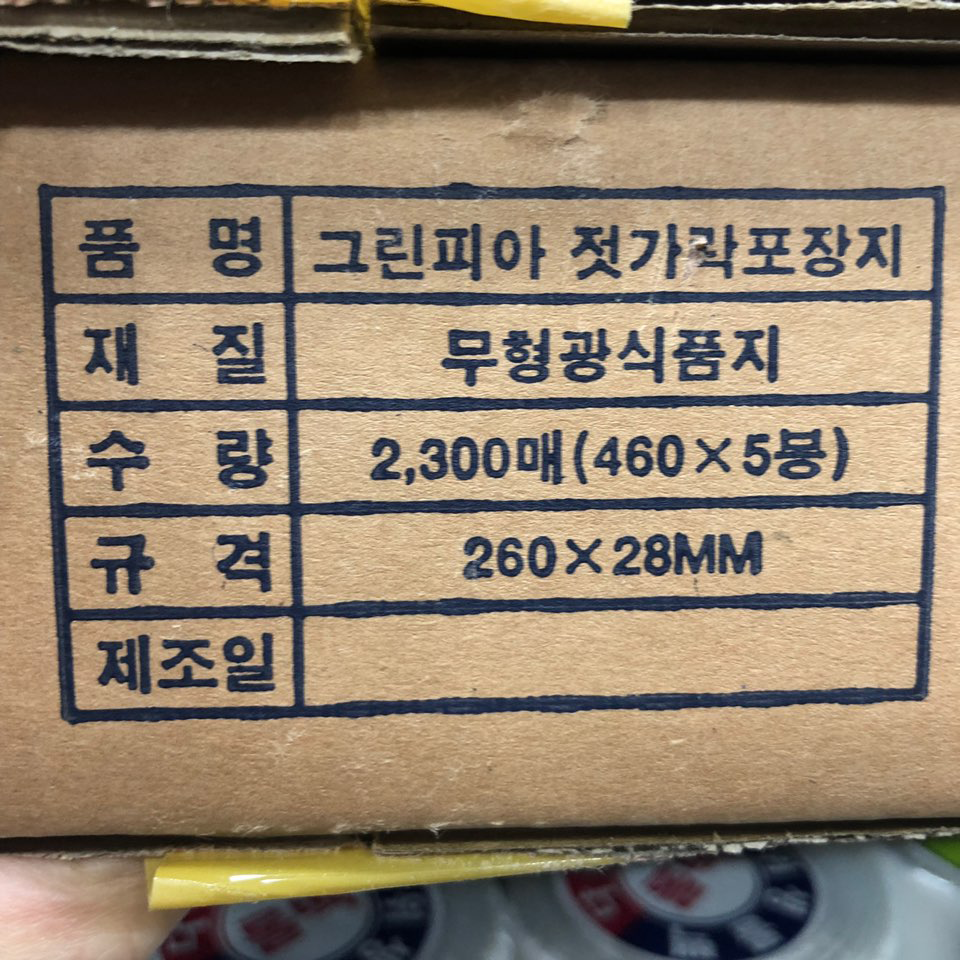 품 명 그린피아 젓가락포장지
재 질 무형광식품지
수 량 2,300매(460×5봉)
규 격 260×28MM
제조일